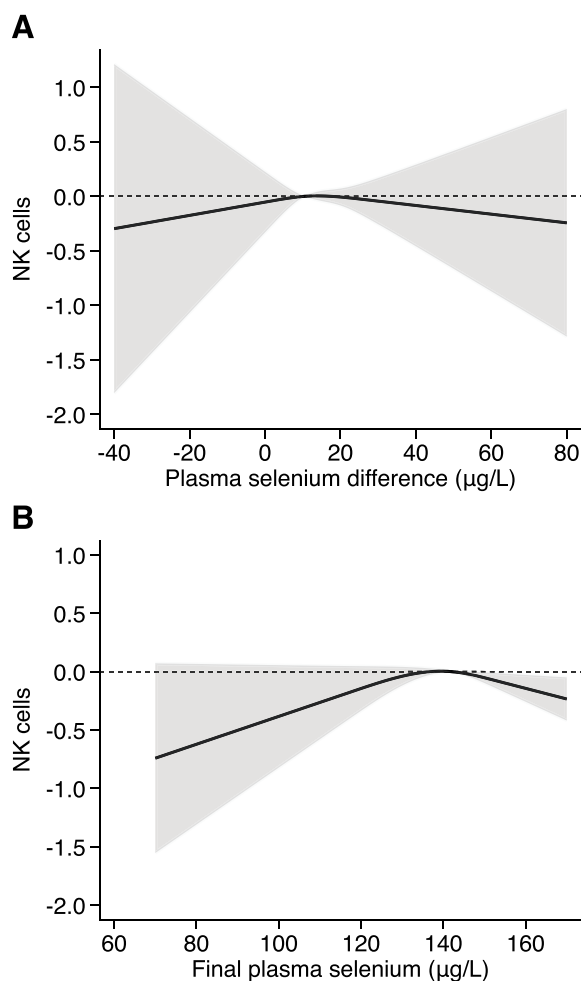 A
1.0
0.5
0.0
-0.5
-1.0
-1.5
-2.0
NK cells
-40 -20 0 20 40 60 80
Plasma selenium difference (µg/L)
B
1.0
0.5
0.0
-0.5
-1.0
-1.5
-2.0
NK cells
60 80 100 120 140 160
Final plasma selenium (µg/L)